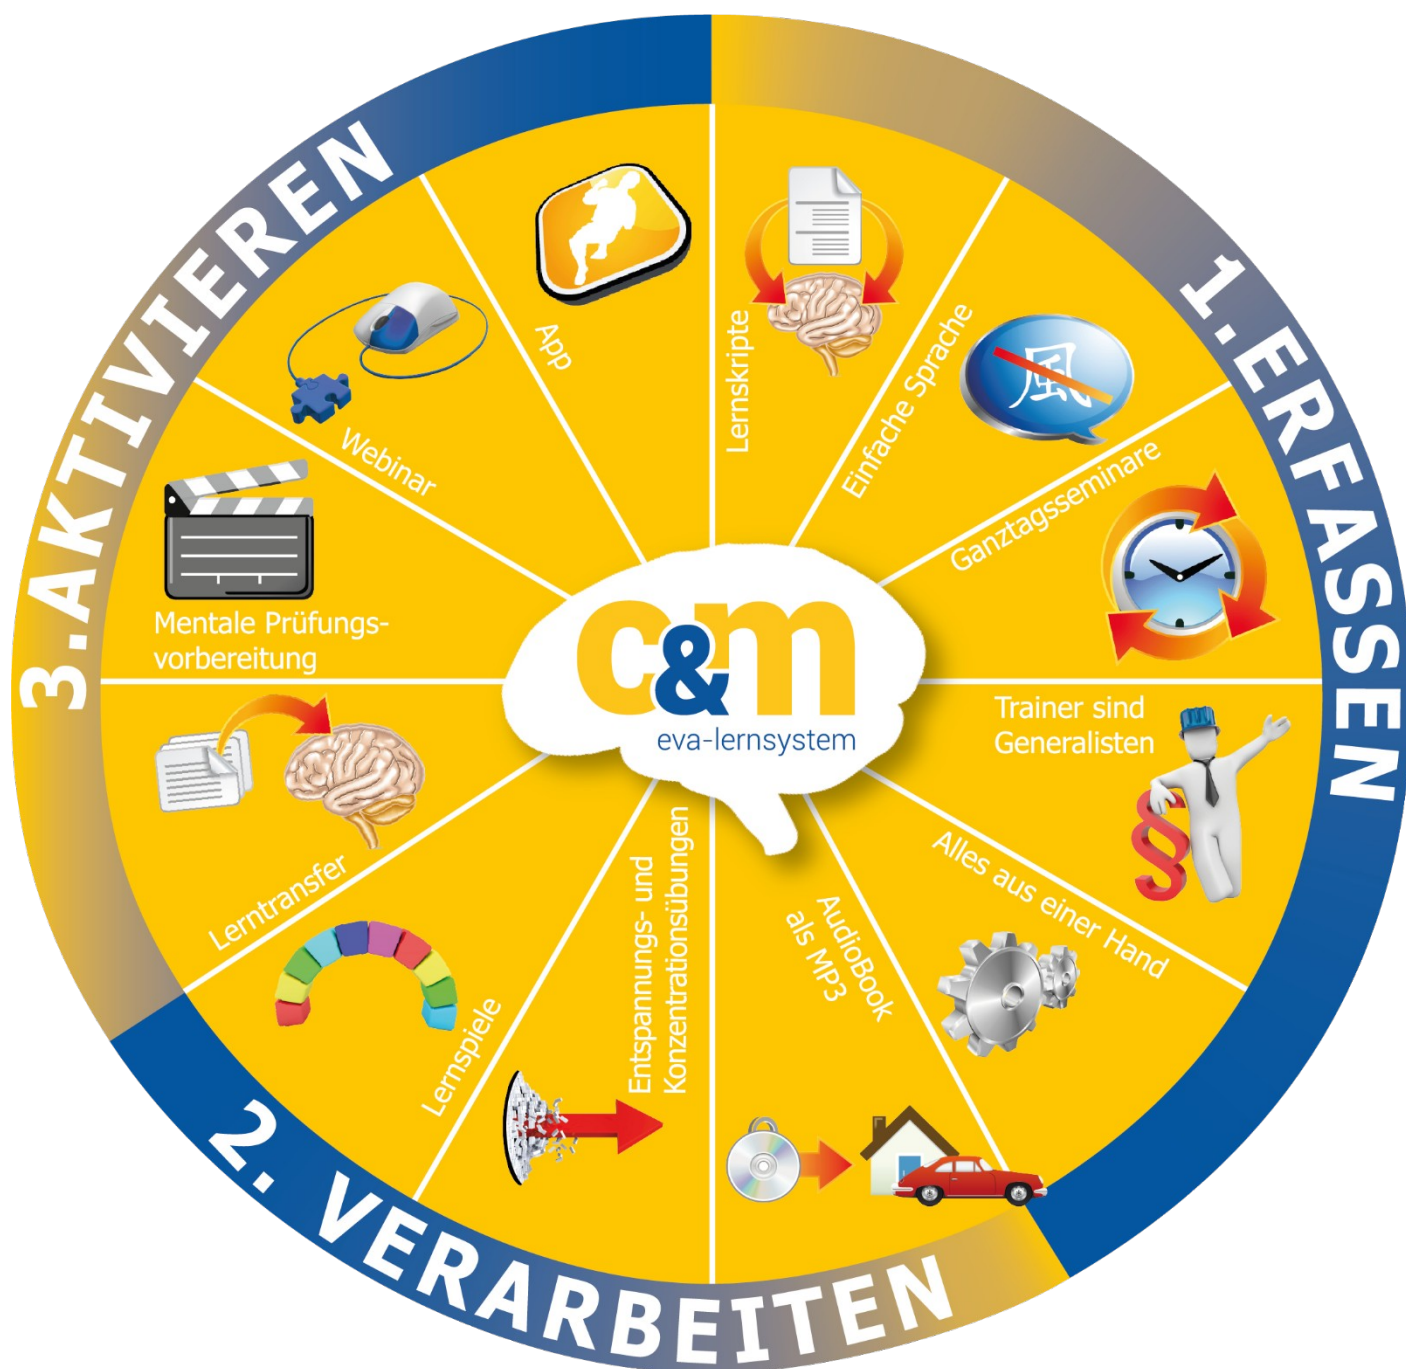 1. ERFASSEN
Lernskripte
Einfache Sprache
風
Ganztagsseminare
Trainer sind
Generalisten
§
Alles aus einer Hand
2. VERARBEITEN
AudioBook
als MP3
Entspannungs- und
Konzentrationsübungen
Lernspiele
3.AKTIVIEREN
Lerntransfer
Mentale Prüfungs-
vorbereitung
Webinar
App
c&m
eva-lernsystem